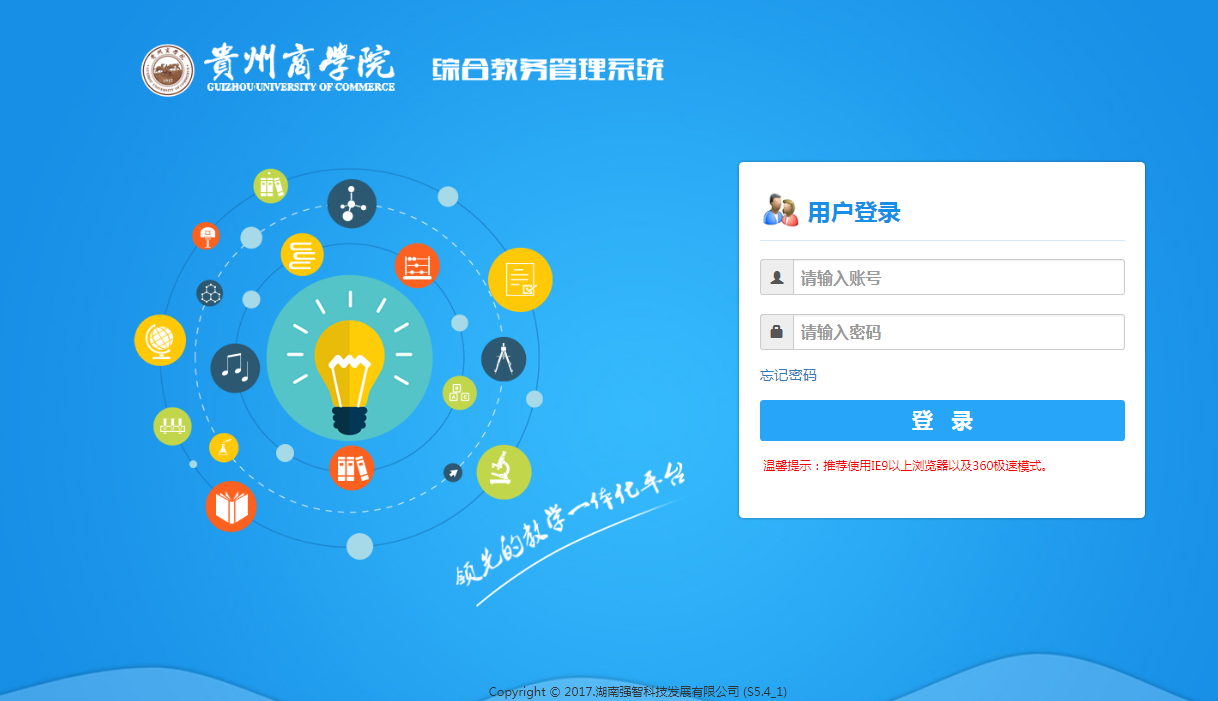 貴州商學院
GUIZHOU UNIVERSITY OF COMMERCE
综合教务管理系统
用户登录
请输入账号
请输入密码
忘记密码
登 录
温馨提示：推荐使用IE9以上浏览器以及360极速模式。
领先的教学一体化平台
Copyright © 2017.湖南强智科技发展有限公司 (S5.4_1)